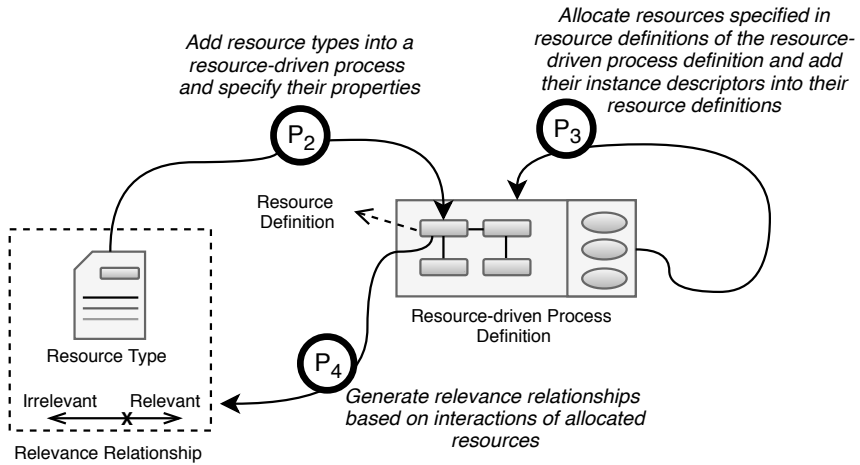 Add resource types into a
resource-driven process
and specify their properties
Allocate resources specified in
resource definitions of the resource-
driven process definition and add
their instance descriptors into their
resource definitions
P2
P3
Resource
Definition
Resource Type
Resource-driven Process
Definition
P4
Irrelevant
Relevant
X
Generate relevance relationships
based on interactions of allocated
resources
Relevance Relationship